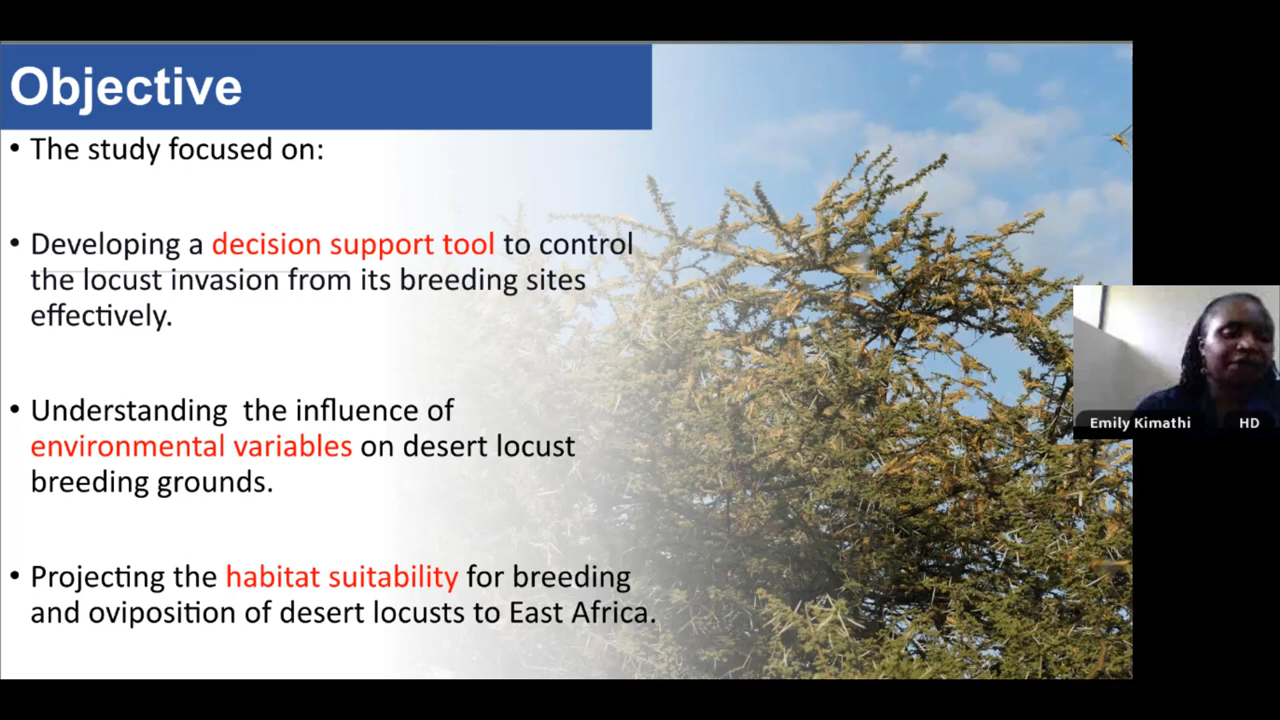 Objective
• The study focused on:
• Developing a decision support tool to control
the locust invasion from its breeding sites
effectively.
• Understanding  the influence of
environmental variables on desert locust
breeding grounds.
• Projecting the habitat suitability for breeding
and oviposition of desert locusts to East Africa.
Emily Kimathi HD